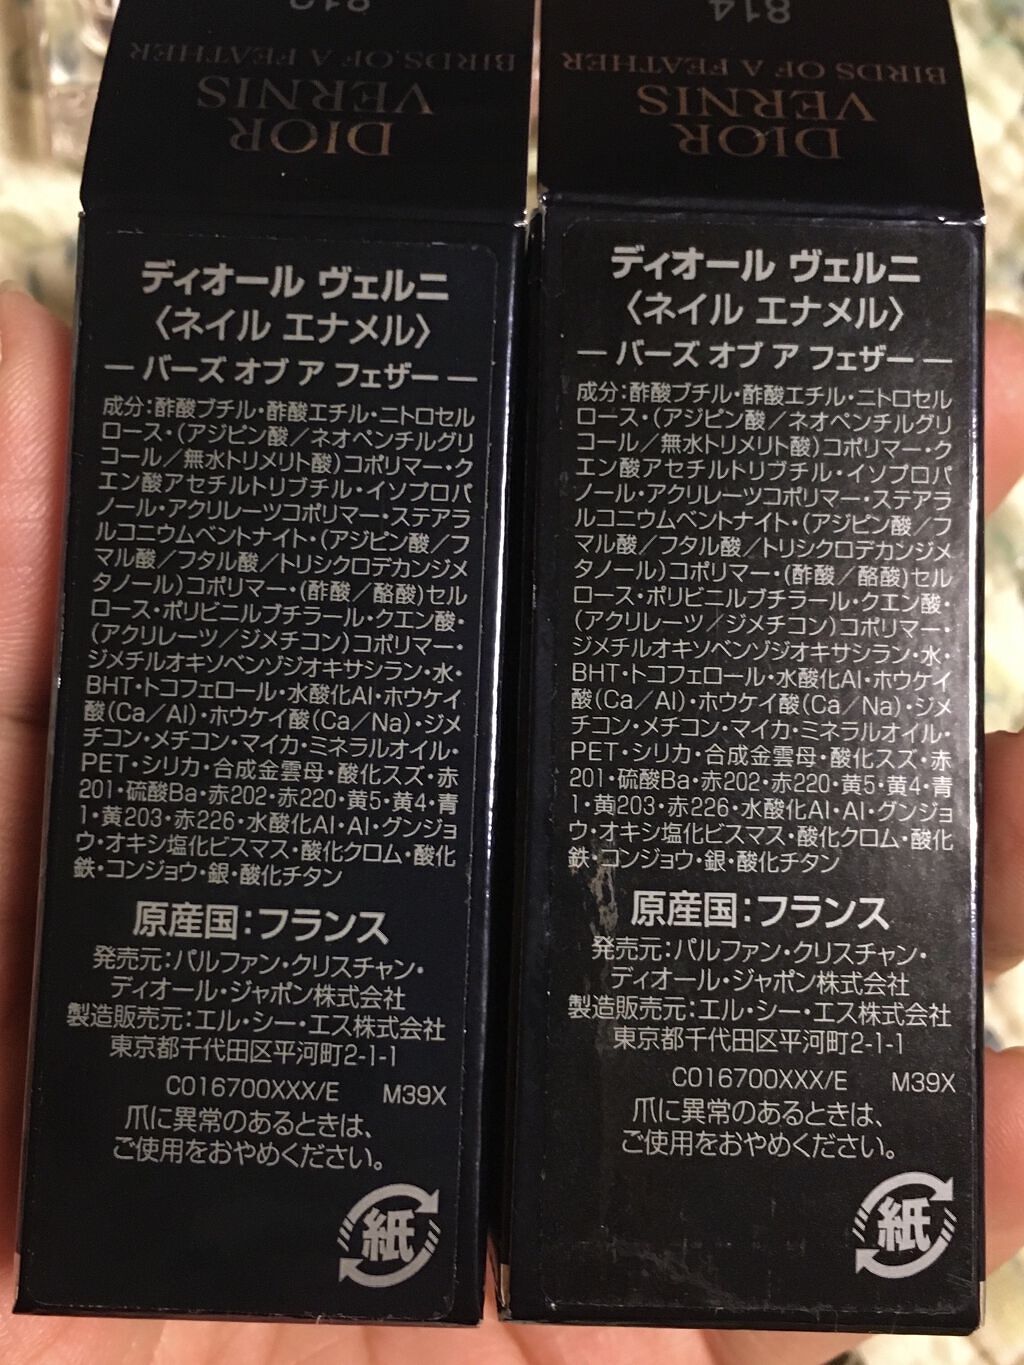 DIOR
VERNIS
BIRDS OF A FEATHER
ディオール ヴェルニ
〈ネイル エナメル〉
― バーズ オブ ア フェザー ―
成分:酢酸ブチル・酢酸エチル・ニトロセル
ロース・(アジピン酸／ネオペンチルグリ
コール／無水トリメリト酸)コポリマー・ク
エン酸アセチルトリブチル・イソプロパ
ノール・アクリレーツコポリマー・ステアラ
ルコニウムベントナイト・(アジピン酸／フ
マル酸／フタル酸／トリシクロデカンジメ
タノール)コポリマー・(酢酸／酪酸)セル
ロース・ポリビニルブチラール・クエン酸・
(アクリレーツ／ジメチコン)コポリマー・
ジメチルオキソベンゾジオキサシラン・水・
BHT・トコフェロール・水酸化Al・ホウケイ
酸(Ca／Al)・ホウケイ酸(Ca／Na)・ジメ
チコン・メチコン・マイカ・ミネラルオイル・
PET・シリカ・合成金雲母・酸化スズ・赤
201・硫酸Ba・赤202・赤220・黄5・黄4・青
1・黄203・赤226・水酸化Al・Al・グンジョ
ウ・オキシ塩化ビスマス・酸化クロム・酸化
鉄・コンジョウ・銀・酸化チタン
原産国:フランス
発売元:パルファン・クリスチャン・
ディオール・ジャポン株式会社
製造販売元:エル・シー・エス株式会社
東京都千代田区平河町2-1-1
C016700XXX/E M39X
爪に異常のあるときは、
ご使用をおやめください。
紙
814
DIOR
VERNIS
BIRDS OF A FEATHER
ディオール ヴェルニ
〈ネイル エナメル〉
― バーズ オブ ア フェザー ―
成分:酢酸ブチル・酢酸エチル・ニトロセル
ロース・(アジピン酸／ネオペンチルグリ
コール／無水トリメリト酸)コポリマー・ク
エン酸アセチルトリブチル・イソプロパ
ノール・アクリレーツコポリマー・ステアラ
ルコニウムベントナイト・(アジピン酸／フ
マル酸／フタル酸／トリシクロデカンジメ
タノール)コポリマー・(酢酸／酪酸)セル
ロース・ポリビニルブチラール・クエン酸・
(アクリレーツ／ジメチコン)コポリマー・
ジメチルオキソベンゾジオキサシラン・水・
BHT・トコフェロール・水酸化Al・ホウケイ
酸(Ca／Al)・ホウケイ酸(Ca／Na)・ジメ
チコン・メチコン・マイカ・ミネラルオイル・
PET・シリカ・合成金雲母・酸化スズ・赤
201・硫酸Ba・赤202・赤220・黄5・黄4・青
1・黄203・赤226・水酸化Al・Al・グンジョ
ウ・オキシ塩化ビスマス・酸化クロム・酸化
鉄・コンジョウ・銀・酸化チタン
原産国:フランス
発売元:パルファン・クリスチャン・
ディオール・ジャポン株式会社
製造販売元:エル・シー・エス株式会社
東京都千代田区平河町2-1-1
C016700XXX/E M39X
爪に異常のあるときは、
ご使用をおやめください。
紙